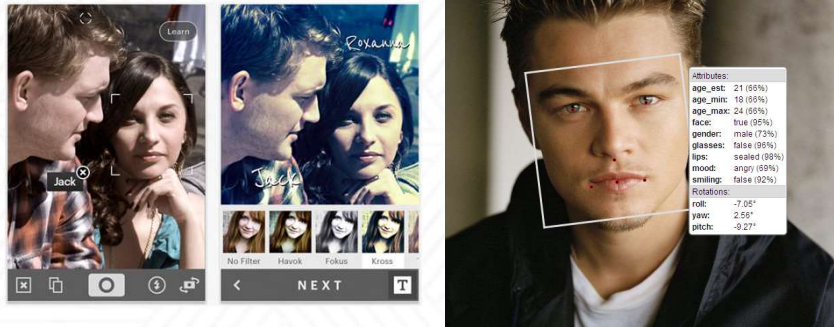 Learn
Jack
Roxanna
Jack
No Filter
Havok
Fokus
Kross
NEXT
T
Attributes:
age_est: 21 (66%)
age_min: 18 (66%)
age_max: 24 (66%)
face: true (95%)
gender: male (73%)
glasses: false (96%)
lips: sealed (98%)
mood: angry (69%)
smiling: false (92%)
Rotations:
roll: -7.05°
yaw: 2.56°
pitch: -9.27°